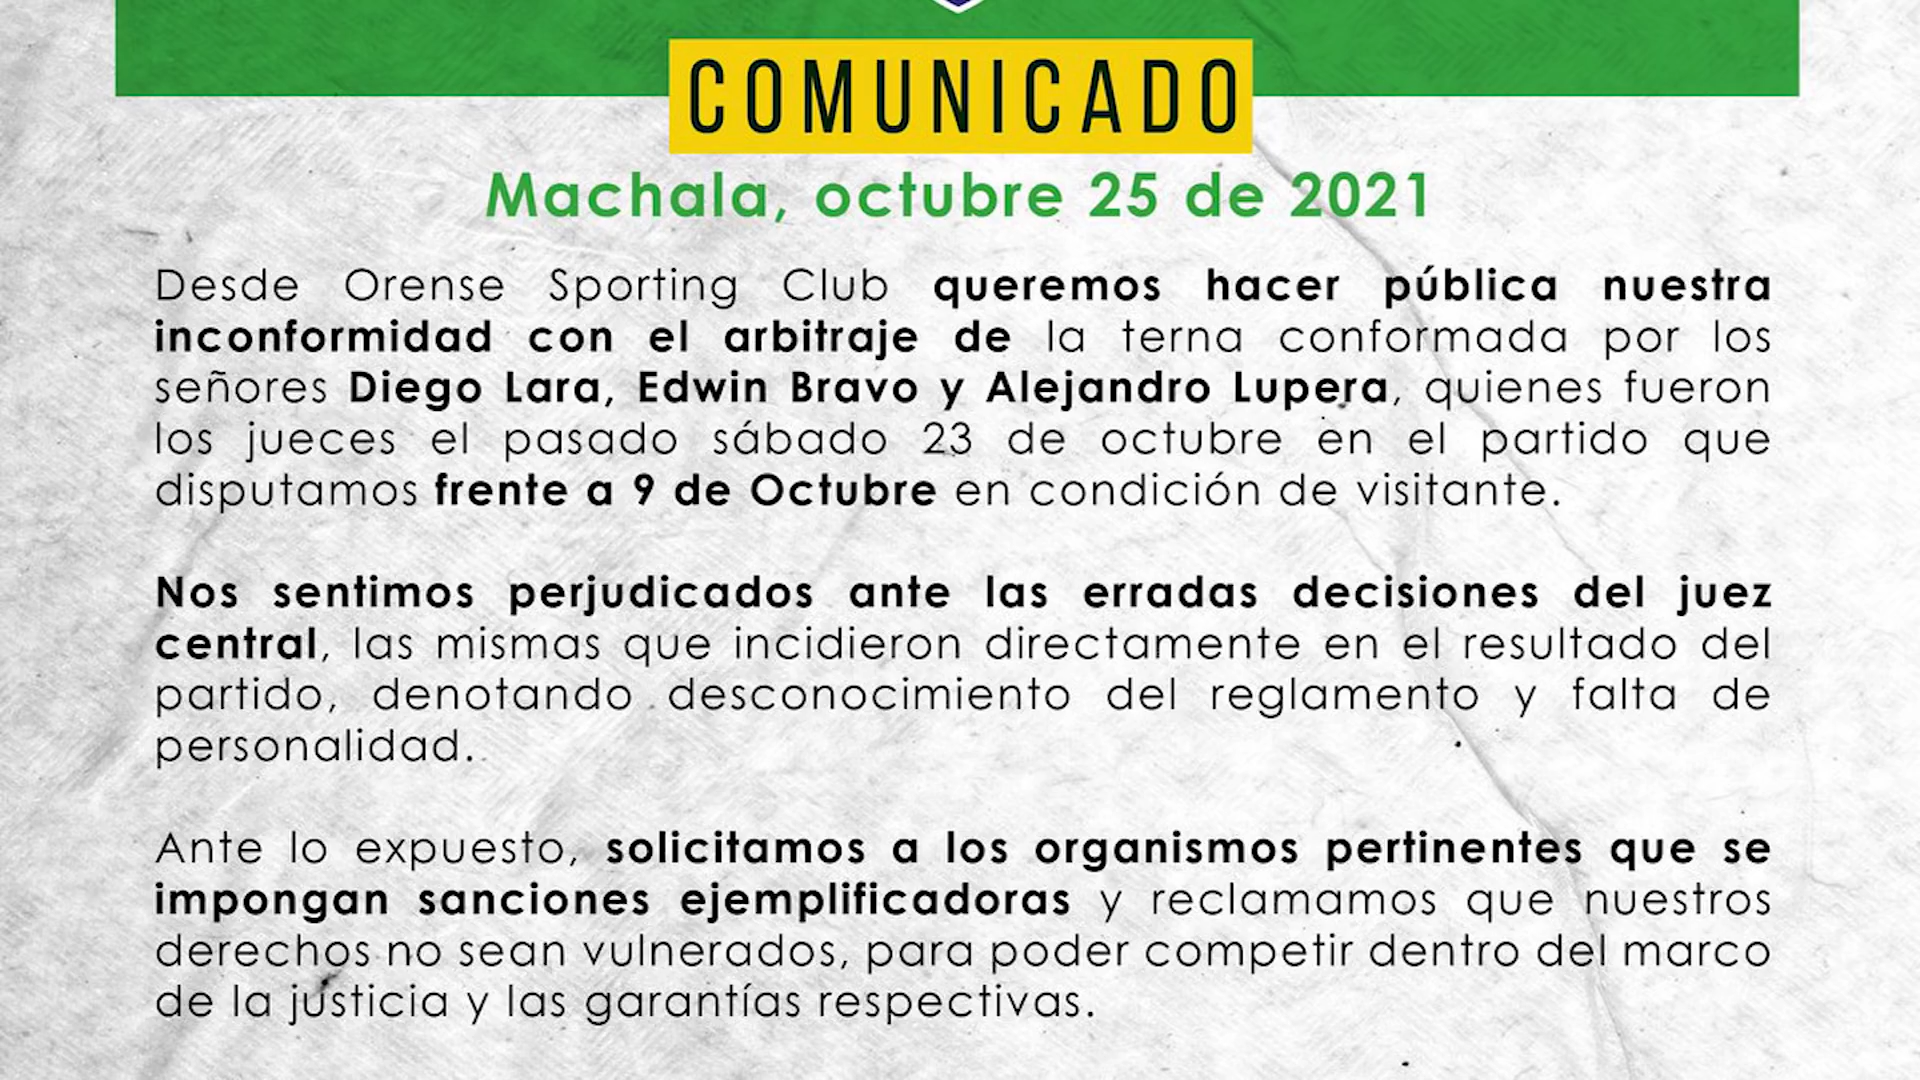 COMUNICADO
Machala, octubre 25 de 2021
Desde Orense Sporting Club queremos hacer pública nuestra
inconformidad con el arbitraje de la terna conformada por los
señores Diego Lara, Edwin Bravo y Alejandro Lupera, quienes fueron
los jueces el pasado sábado 23 de octubre en el partido que
disputamos frente a 9 de Octubre en condición de visitante.
Nos sentimos perjudicados ante las erradas decisiones del juez
central, las mismas que incidieron directamente en el resultado del
partido, denotando desconocimiento del reglamento y falta de
personalidad.
Ante lo expuesto, solicitamos a los organismos pertinentes que se
impongan sanciones ejemplificadoras y reclamamos que nuestros
derechos no sean vulnerados, para poder competir dentro del marco
de la justicia y las garantías respectivas.